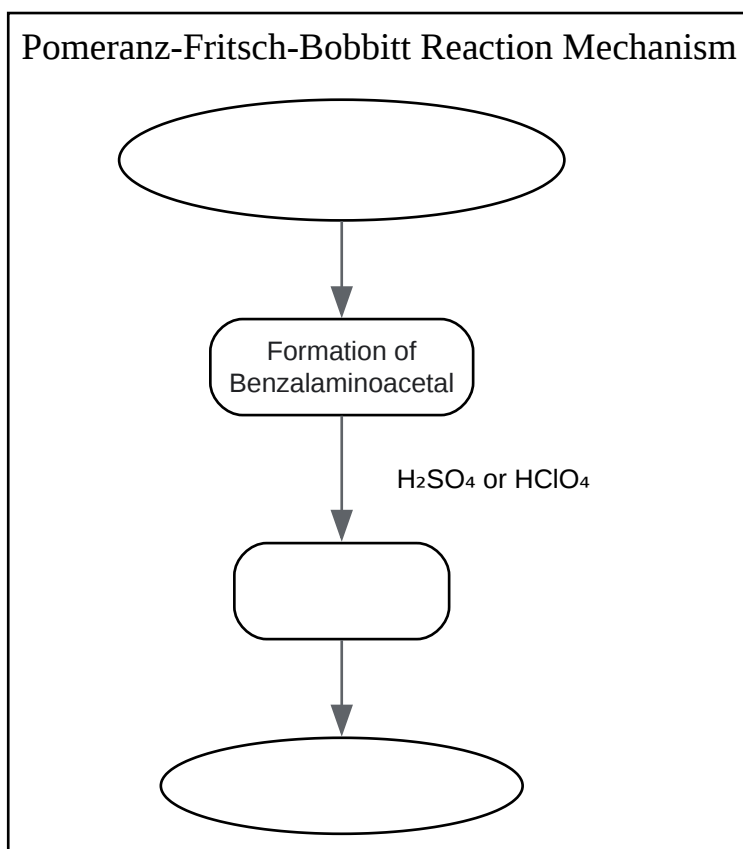 Pomeranz-Fritsch-Bobbitt Reaction Mechanism
Formation of
Benzalaminoacetal
H₂SO₄ or HClO₄